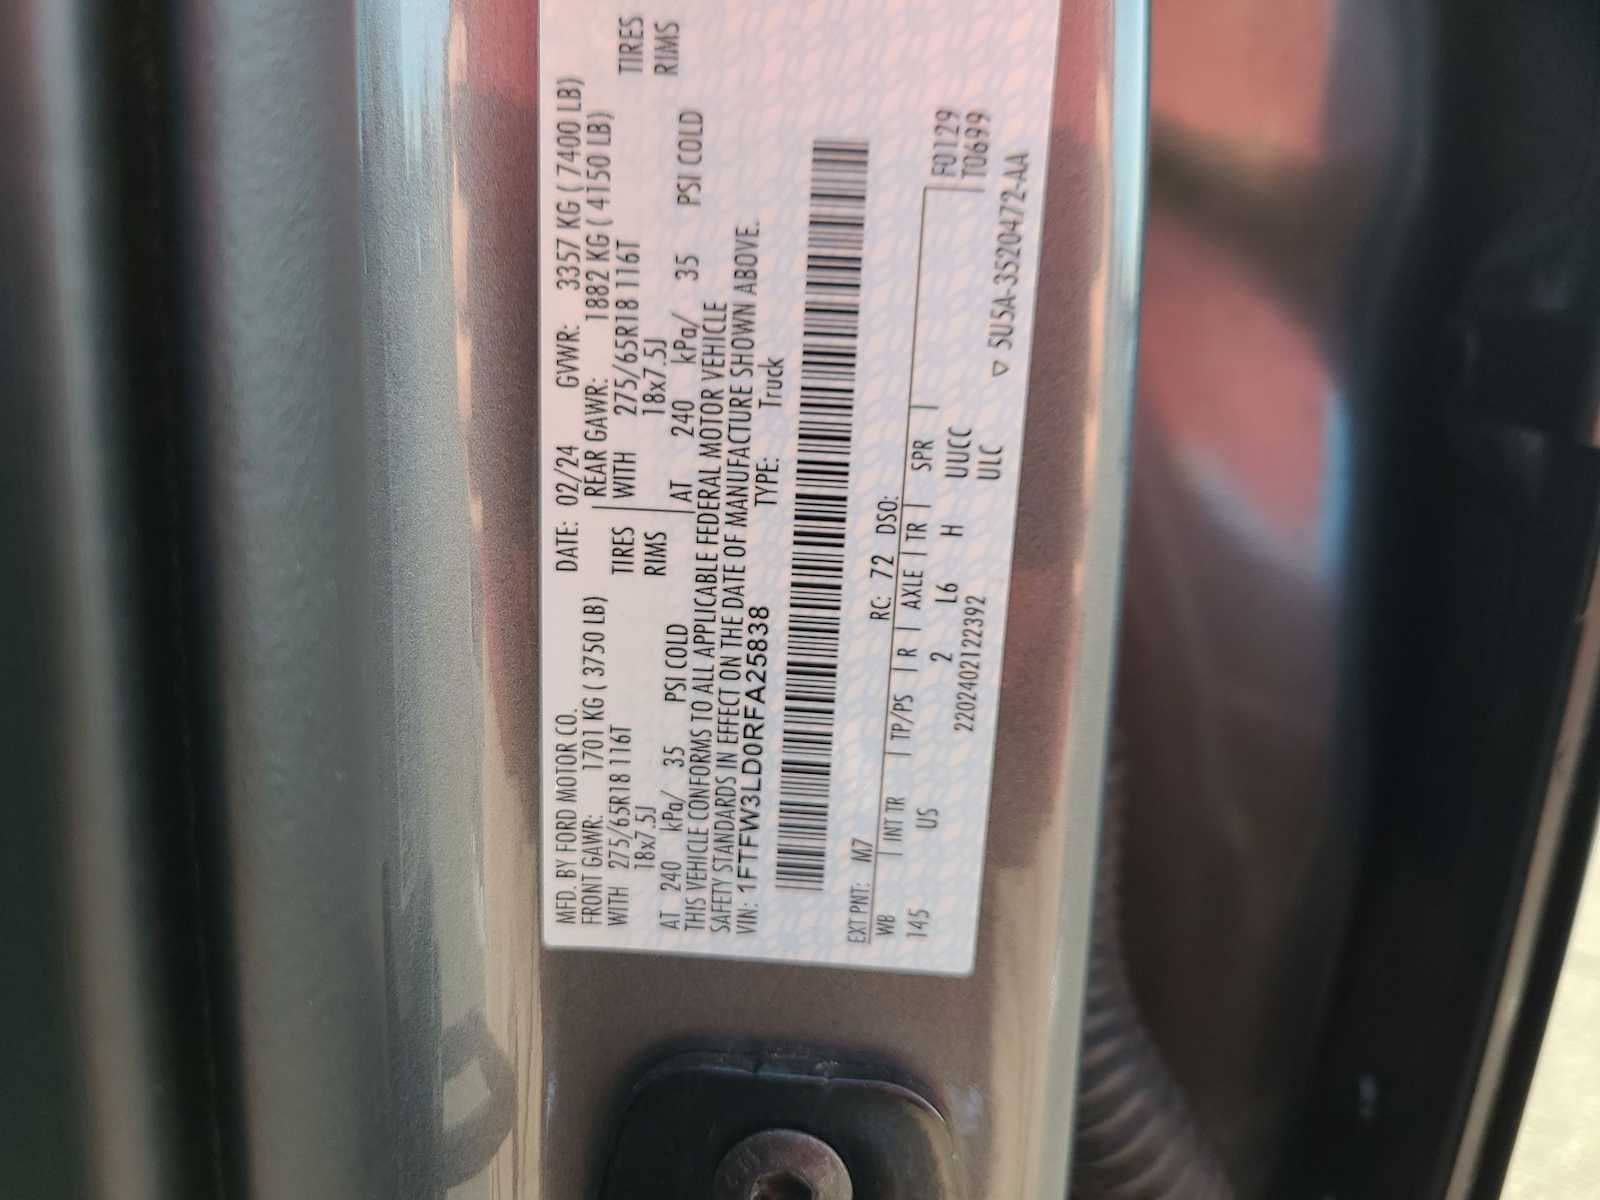 MFD. BY FORD MOTOR CO. DATE: 02/24 GVWR: 3357 KG ( 7400 LB)
FRONT GAWR: 1701 KG ( 3750 LB) REAR GAWR: 1882 KG ( 4150 LB)
WITH 275/65R18 116T TIRES WITH 275/65R18 116T TIRES
18x7.5J RIMS 18x7.5J RIMS
AT 240 kPa/ 35 PSI COLD AT 240 kPa/ 35 PSI COLD
THIS VEHICLE CONFORMS TO ALL APPLICABLE FEDERAL MOTOR VEHICLE
SAFETY STANDARDS IN EFFECT ON THE DATE OF MANUFACTURE SHOWN ABOVE.
VIN: 1FTFW3LD0RFA25838 TYPE: Truck
EXT PNT: M7 RC: 72 DSO: F0129
WB INT TR TP/PS R AXLE TR SPR T0699
145 US 2 L6 H UUCC
2202402122392 ULC ▽ 5U5A-3520472-AA